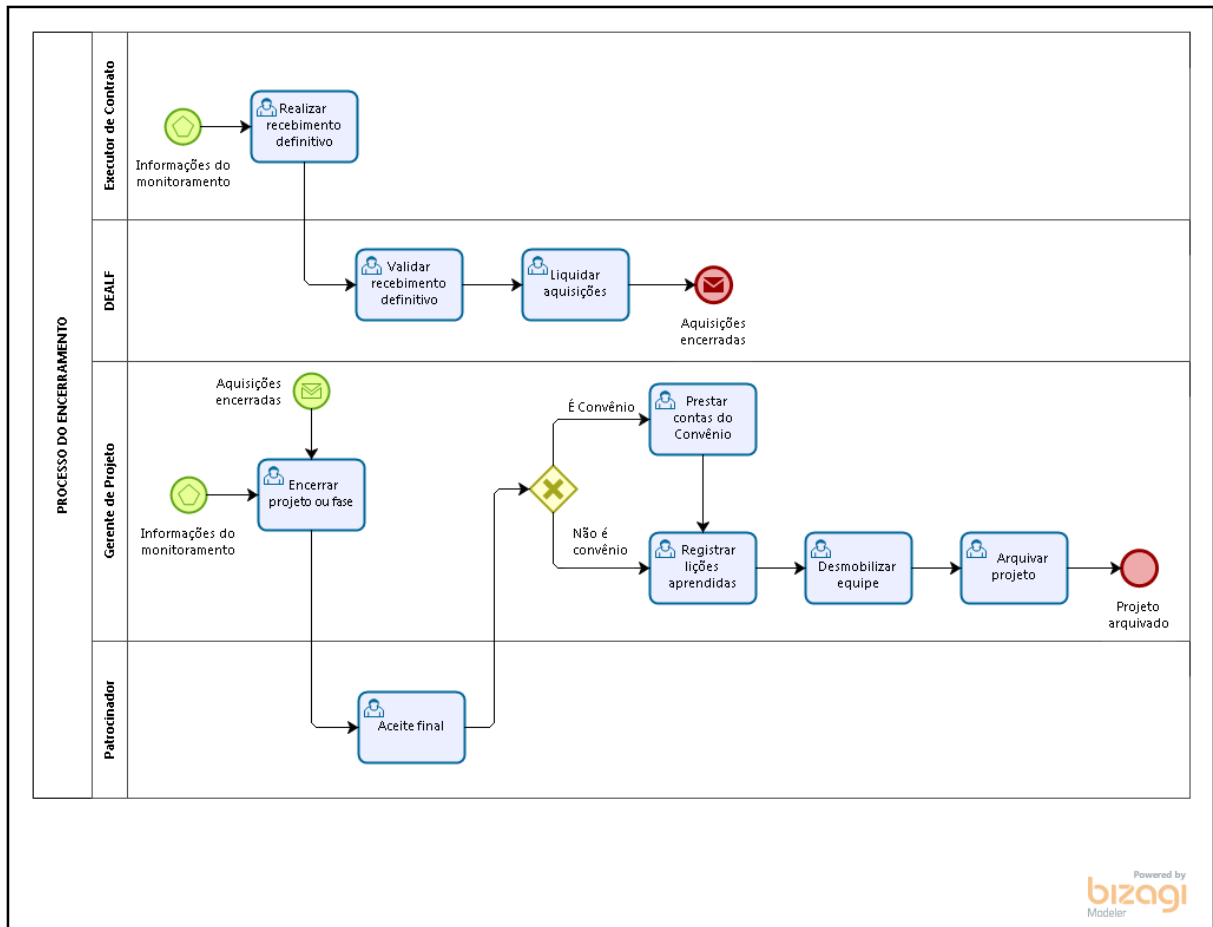 PROCESSO DO ENCERRAMENTO
Executor de Contrato
Informações do
monitoramento
Realizar
recebimento
definitivo
DEALF
Validar
recebimento
definitivo
Liquidar
aquisições
Aquisições
encerradas
Gerente de Projeto
Aquisições
encerradas
Informações do
monitoramento
Encerrar
projeto ou fase
É Convênio
Não é
convênio
Prestar
contas do
Convênio
Registrar
lições
aprendidas
Desmobilizar
equipe
Arquivar
projeto
Projeto
arquivado
Patrocinador
Aceite final
Powered by
bizagi
Modeler